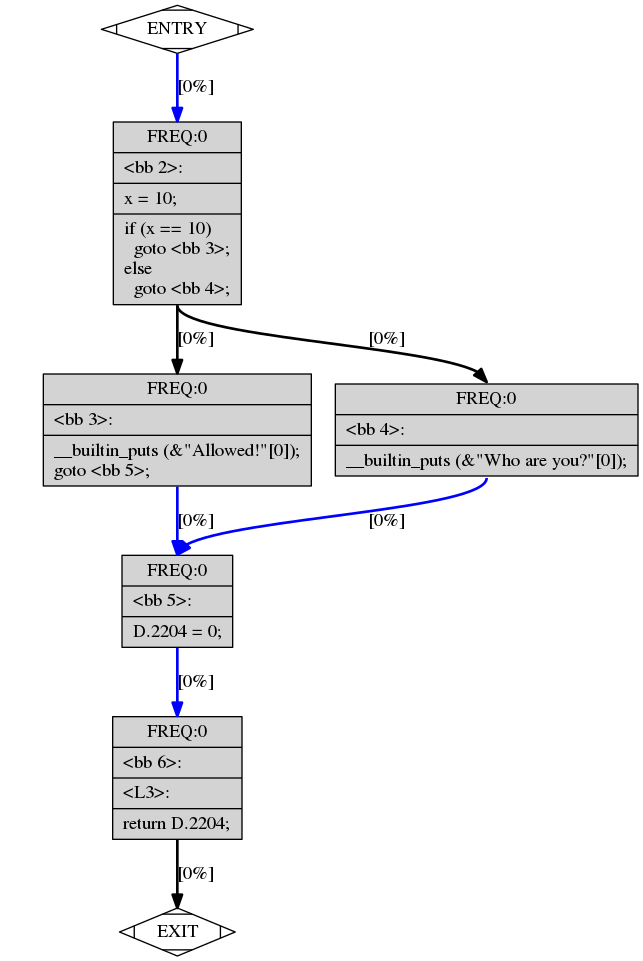 ENTRY
[0%]
FREQ:0
<bb 2>:
x = 10;
if (x == 10)
goto <bb 3>;
else
goto <bb 4>;
[0%]
[0%]
FREQ:0
<bb 3>:
__builtin_puts (&"Allowed!"[0]);
goto <bb 5>;
FREQ:0
<bb 4>:
__builtin_puts (&"Who are you?"[0]);
[0%]
[0%]
FREQ:0
<bb 5>:
D.2204 = 0;
[0%]
FREQ:0
<bb 6>:
<L3>:
return D.2204;
[0%]
EXIT